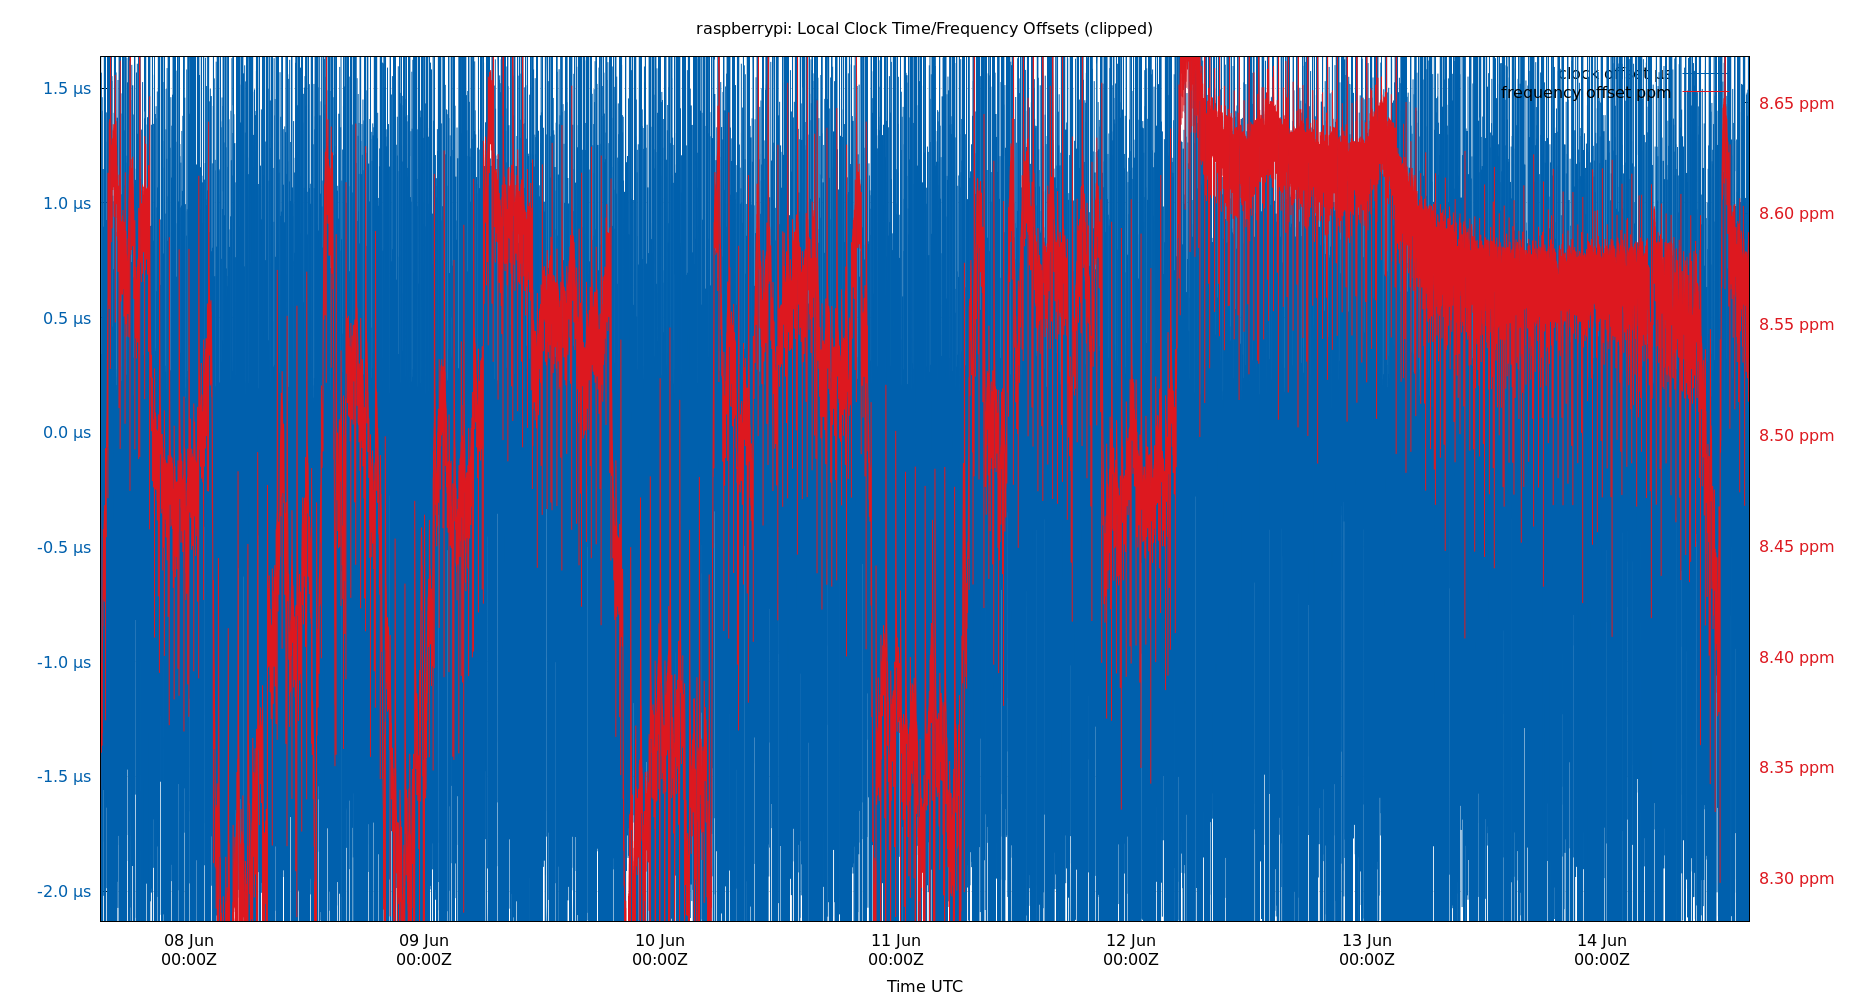 raspberrypi: Local Clock Time/Frequency Offsets (clipped)
clock offset μs
frequency offset ppm
1.5 μs
1.0 μs
0.5 μs
0.0 μs
-0.5 μs
-1.0 μs
-1.5 μs
-2.0 μs
8.65 ppm
8.60 ppm
8.55 ppm
8.50 ppm
8.45 ppm
8.40 ppm
8.35 ppm
8.30 ppm
08 Jun 09 Jun 10 Jun 11 Jun 12 Jun 13 Jun 14 Jun
00:00Z 00:00Z 00:00Z 00:00Z 00:00Z 00:00Z 00:00Z
Time UTC